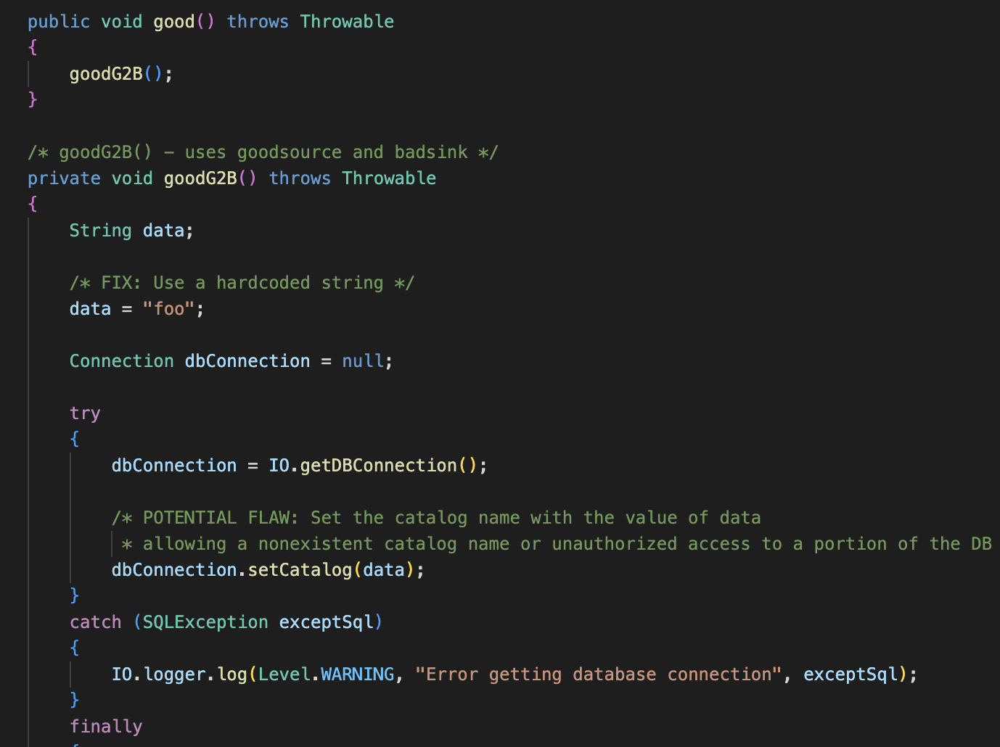 public void good() throws Throwable
{
    goodG2B();
}

/* goodG2B() - uses goodsource and badsink */
private void goodG2B() throws Throwable
{
    String data;

    /* FIX: Use a hardcoded string */
    data = "foo";

    Connection dbConnection = null;

    try
    {
        dbConnection = IO.getDBConnection();

        /* POTENTIAL FLAW: Set the catalog name with the value of data
         * allowing a nonexistent catalog name or unauthorized access to a portion of the DB
        dbConnection.setCatalog(data);
    }
    catch (SQLException exceptSql)
    {
        IO.logger.log(Level.WARNING, "Error getting database connection", exceptSql);
    }
    finally
    {